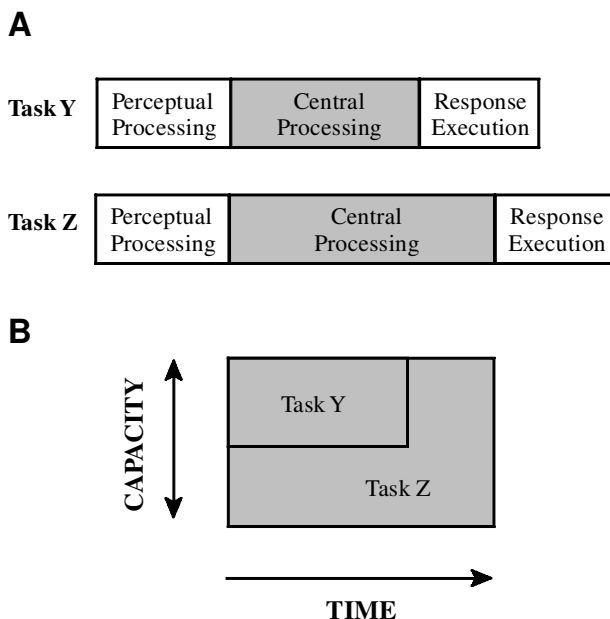 A
Task Y
Perceptual
Processing
Central
Processing
Response
Execution
Task Z
Perceptual
Processing
Central
Processing
Response
Execution
B
CAPACITY
Task Y
Task Z
TIME